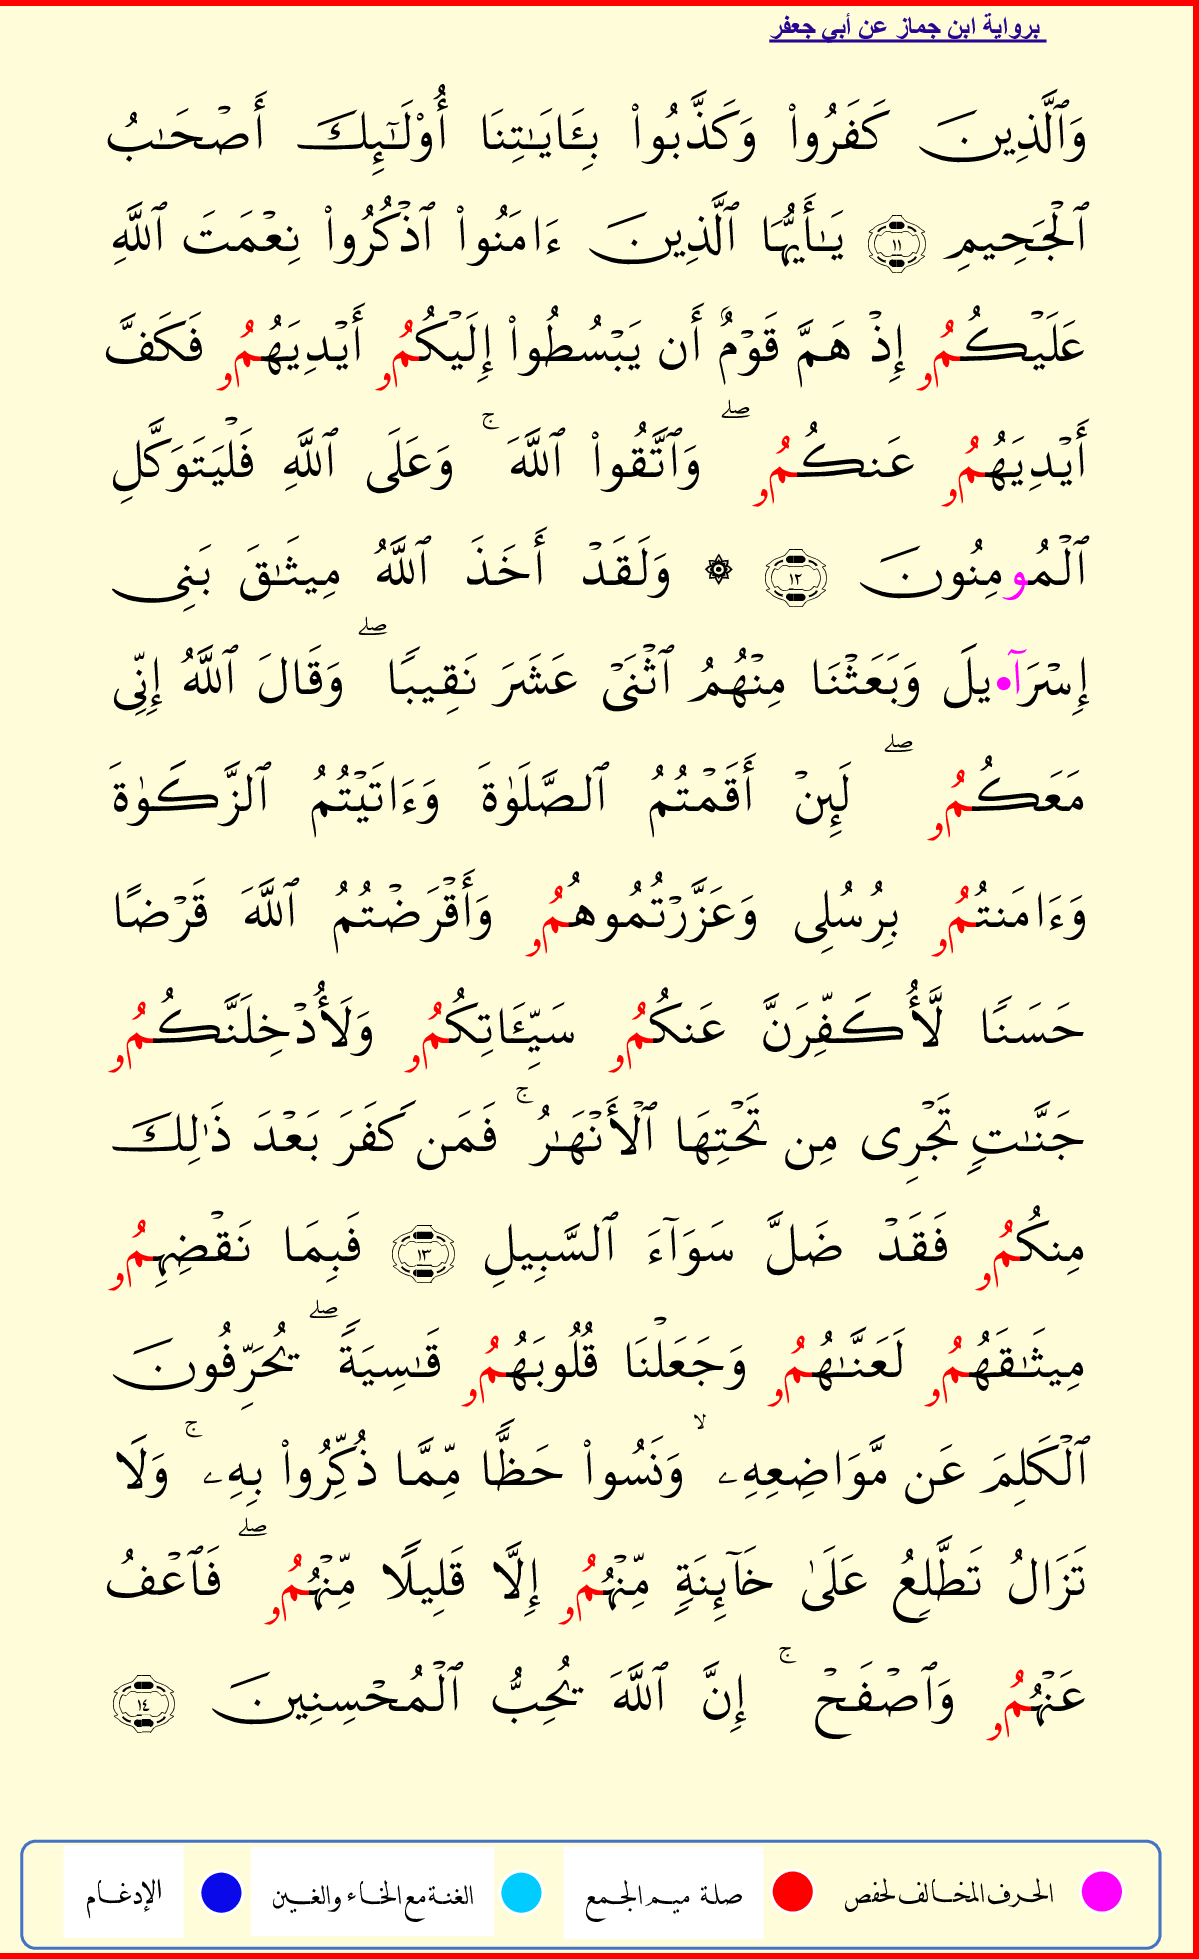 برواية ابن جماز عن أبي جعفر
وَٱلَّذِينَ كَفَرُوا۟ وَكَذَّبُوا۟ بِـَٔايَـٰتِنَا أُو۟لَـٰٓئِكَ أَصۡحَـٰبُ
ٱلۡجَحِيمِ ١١ يَـٰٓأَيُّهَا ٱلَّذِينَ ءَامَنُوا۟ ٱذۡكُرُوا۟ نِعۡمَتَ ٱللَّهِ
عَلَيۡكُمُۥ إِذۡ هَمَّ قَوۡمٌ أَن يَبۡسُطُوا۟ إِلَيۡكُمُۥ أَيۡدِيَهُمُۥ فَكَفَّ
أَيۡدِيَهُمُۥ عَنكُمُۥ ۖ وَٱتَّقُوا۟ ٱللَّهَ ۚ وَعَلَى ٱللَّهِ فَلۡيَتَوَكَّلِ
ٱلۡمُومِنُونَ ١٢ ۞ وَلَقَدۡ أَخَذَ ٱللَّهُ مِيثَـٰقَ بَنِى
إِسۡرَآ•يلَ وَبَعَثۡنَا مِنۡهُمُ ٱثۡنَىۡ عَشَرَ نَقِيبًا ۖ وَقَالَ ٱللَّهُ إِنِّى
مَعَكُمُۥ ۖ لَئِنۡ أَقَمۡتُمُ ٱلصَّلَوٰةَ وَءَاتَيۡتُمُ ٱلزَّكَوٰةَ
وَءَامَنتُمُۥ بِرُسُلِى وَعَزَّرۡتُمُوهُمُۥ وَأَقۡرَضۡتُمُ ٱللَّهَ قَرۡضًا
حَسَنًا لَّأُكَفِّرَنَّ عَنكُمُۥ سَيِّـَٔاتِكُمُۥ وَلَأُدۡخِلَنَّكُمُۥ
جَنَّـٰتٍ تَجۡرِى مِن تَحۡتِهَا ٱلۡأَنۡهَـٰرُ ۚ فَمَن كَفَرَ بَعۡدَ ذَٰلِكَ
مِنكُمُۥ فَقَدۡ ضَلَّ سَوَآءَ ٱلسَّبِيلِ ١٣ فَبِمَا نَقۡضِهِمُۥ
مِيثَـٰقَهُمُۥ لَعَنَّـٰهُمُۥ وَجَعَلۡنَا قُلُوبَهُمُۥ قَـٰسِيَةً ۖ يُحَرِّفُونَ
ٱلۡكَلِمَ عَن مَّوَاضِعِهِۦ ۙ وَنَسُوا۟ حَظًّا مِّمَّا ذُكِّرُوا۟ بِهِۦ ۚ وَلَا
تَزَالُ تَطَّلِعُ عَلَىٰ خَآئِنَةٍ مِّنۡهُمُۥ إِلَّا قَلِيلًا مِّنۡهُمُۥ ۖ فَٱعۡفُ
عَنۡهُمُۥ وَٱصۡفَحۡ ۚ إِنَّ ٱللَّهَ يُحِبُّ ٱلۡمُحۡسِنِينَ ١٤
الحرف المخالف لحفص صلة ميم الجمع الغنة مع الخاء والغين الإدغام